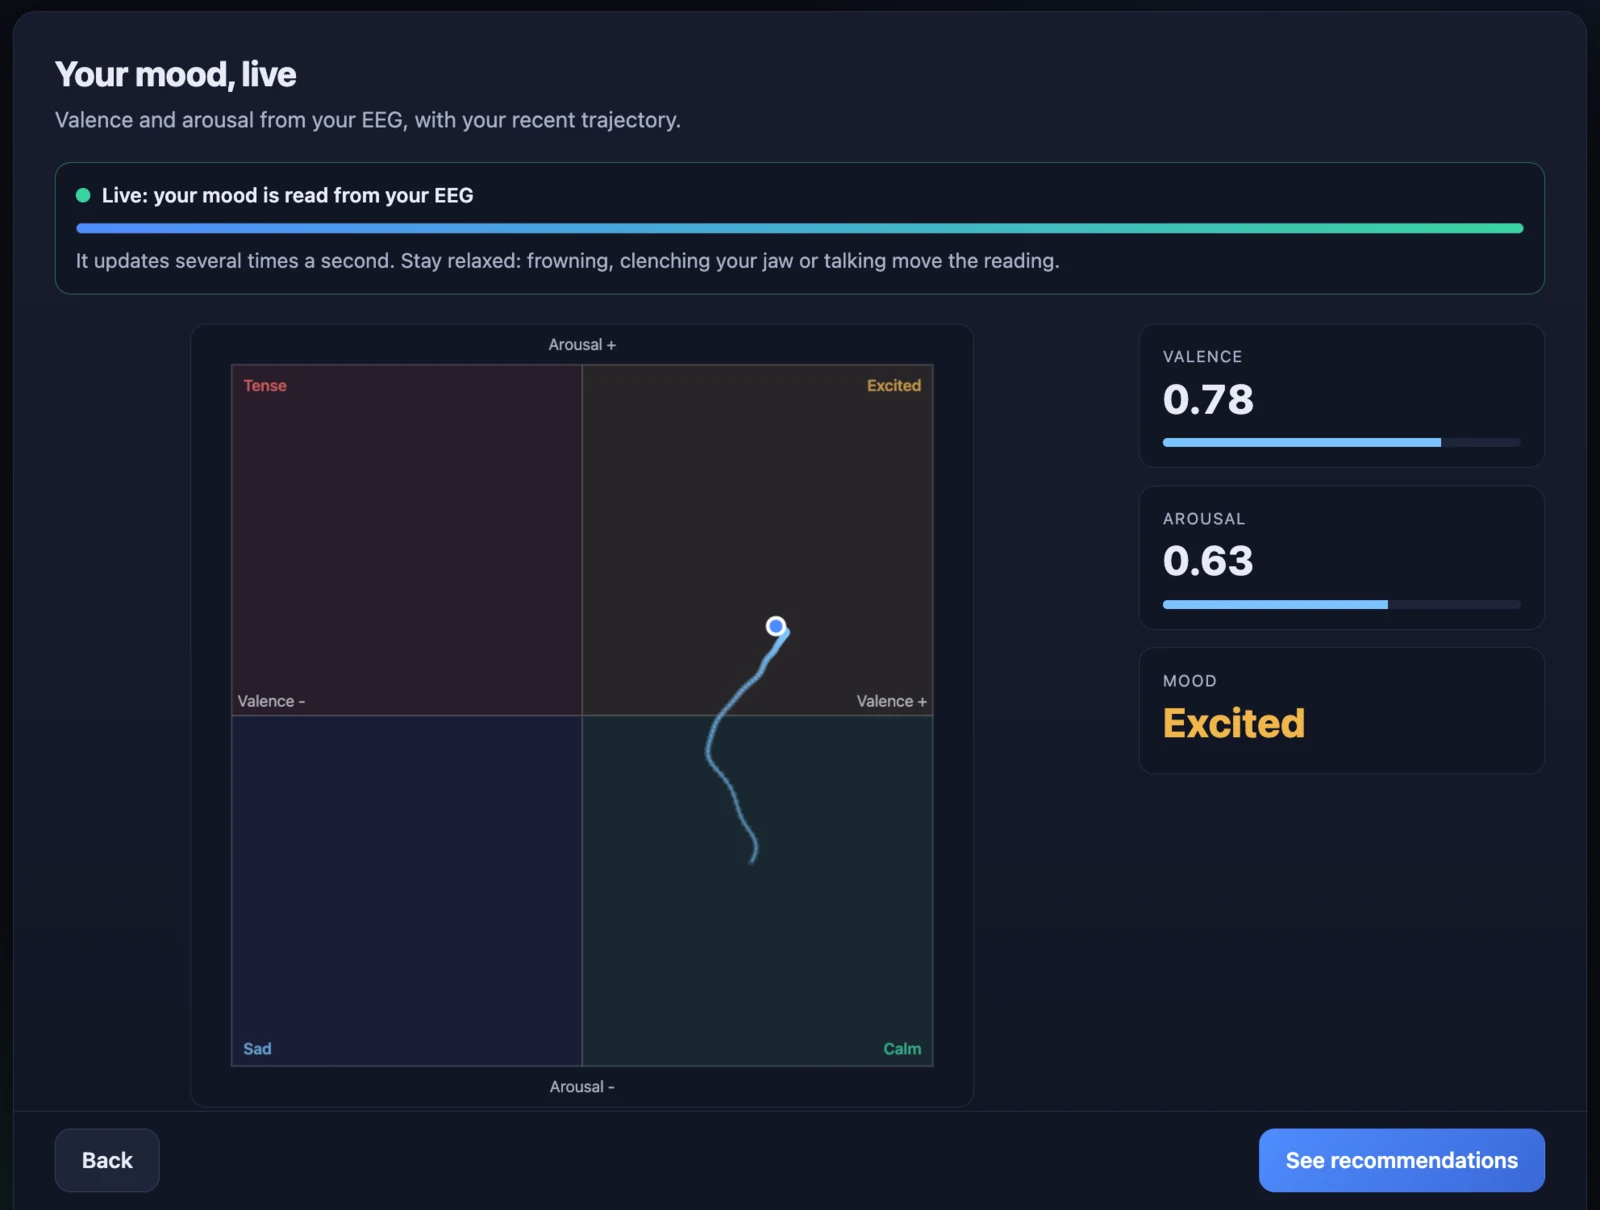 Your mood, live
Valence and arousal from your EEG, with your recent trajectory.
Live: your mood is read from your EEG
It updates several times a second. Stay relaxed: frowning, clenching your jaw or talking move the reading.
Arousal +
Tense
Excited
Valence -
Valence +
Sad
Calm
Arousal -
VALENCE
0.78
AROUSAL
0.63
MOOD
Excited
Back
See recommendations